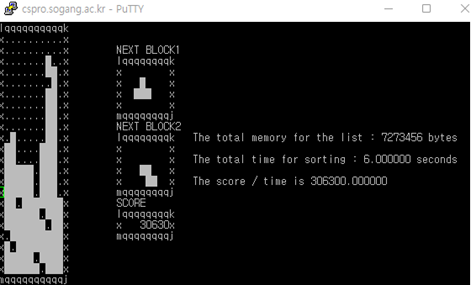 cspro.sogang.ac.kr - PuTTY
lqqqqqqqqqqk
x..........x
x..........x NEXT BLOCK1
lqqqqqqqqk
x x
x x
x x
x x
mqqqqqqqqj
NEXT BLOCK2
lqqqqqqqqk
x x
x x
x x
x x
mqqqqqqqqj
The total memory for the list : 7273456 bytes
The total time for sorting : 6.000000 seconds
The score / time is 306300.000000
SCORE
lqqqqqqqqk
x 30630x
mqqqqqqqqj
mqqqqqqqqqqj